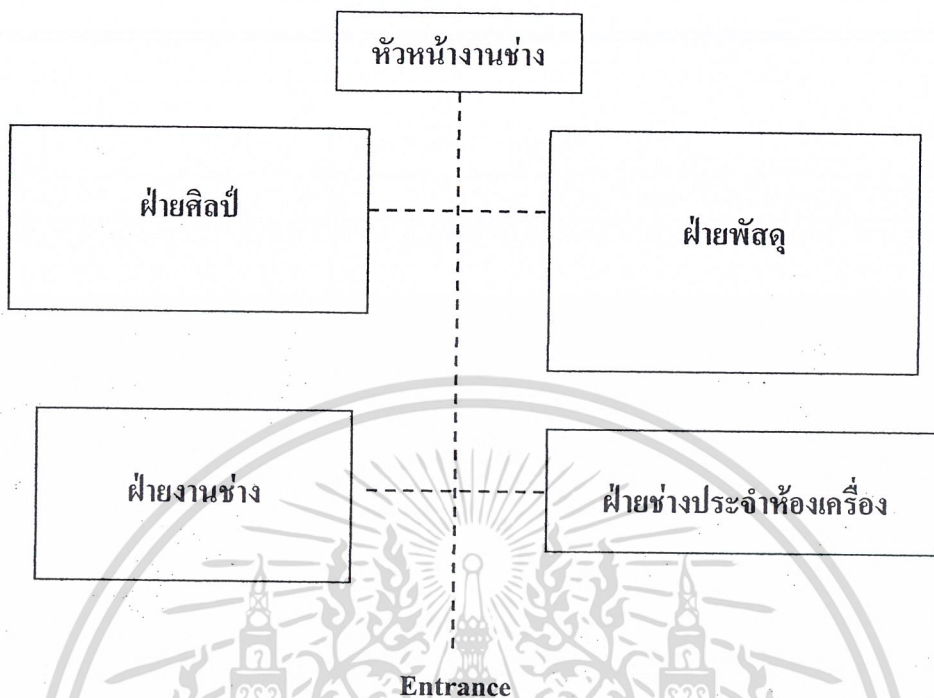 หัวหน้างานช่าง
ฝ่ายศิลป์
ฝ่ายพัสดุ
ฝ่ายงานช่าง
ฝ่ายช่างประจำห้องเครื่อง
Entrance